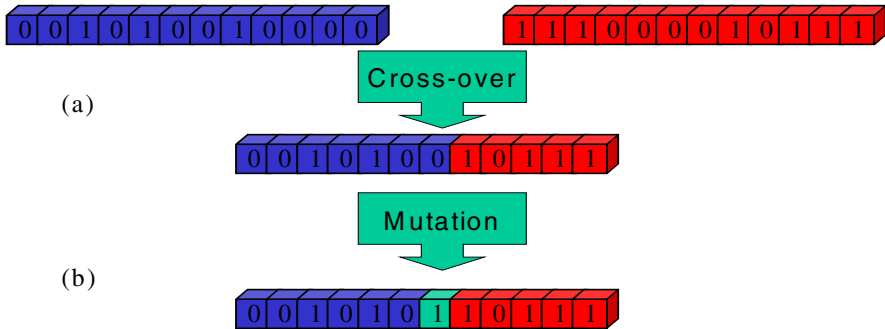 0 0 1 0 1 0 0 1 0 0 0 0 1 1 1 0 0 0 0 1 0 1 1 1
Cross-over
(a)
0 0 1 0 1 0 0 1 0 1 1 1
Mutation
(b)
0 0 1 0 1 0 1 1 0 1 1 1